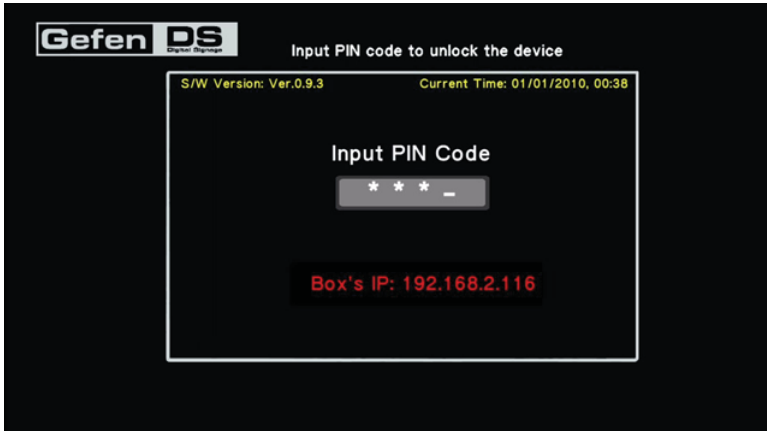 Gefen DS
Digital Signage
Input PIN code to unlock the device
S/W Version: Ver.0.9.3 Current Time: 01/01/2010, 00:38
Input PIN Code
* * * _
Box's IP: 192.168.2.116